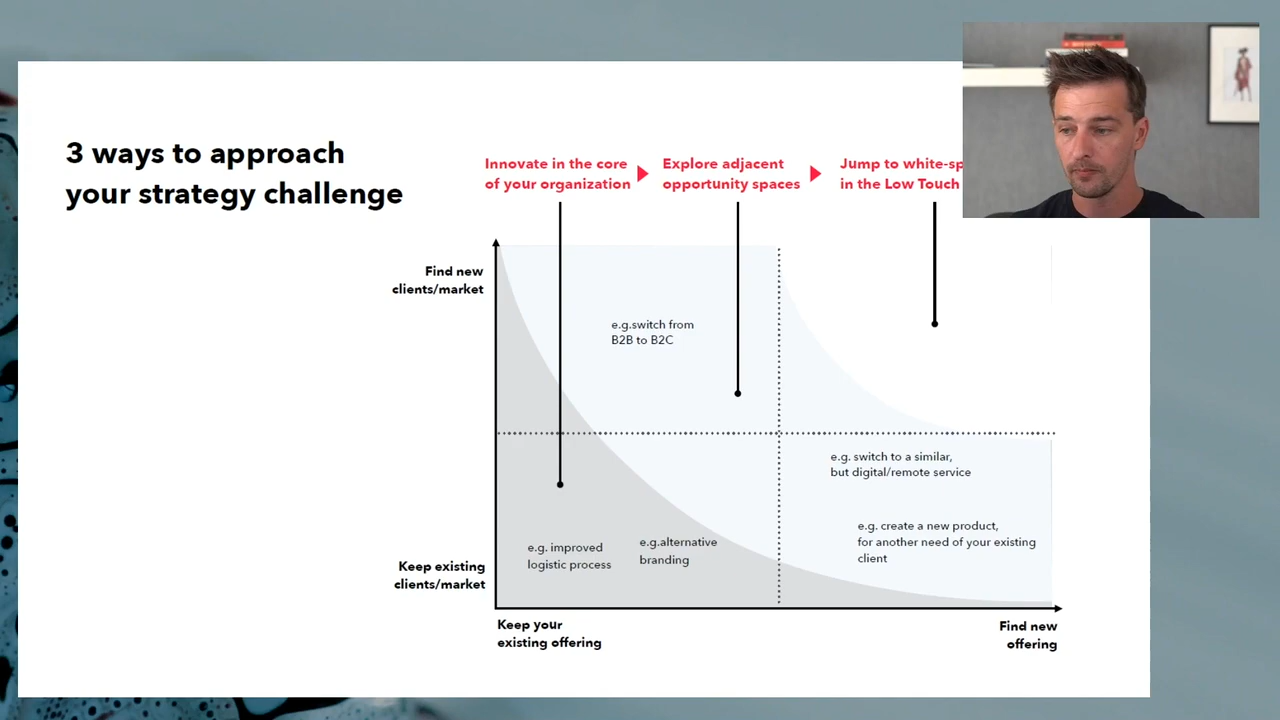 3 ways to approach
your strategy challenge
Innovate in the core
of your organization
Explore adjacent
opportunity spaces
Jump to
in the Low Touch
Find new
clients/market
e.g.switch from
B2B to B2C
e.g. switch to a similar,
but digital/remote service
e.g. create a new product,
for another need of your existing
client
e.g. improved
logistic process
e.g.alternative
branding
Keep existing
clients/market
Keep your
existing offering
Find new
offering